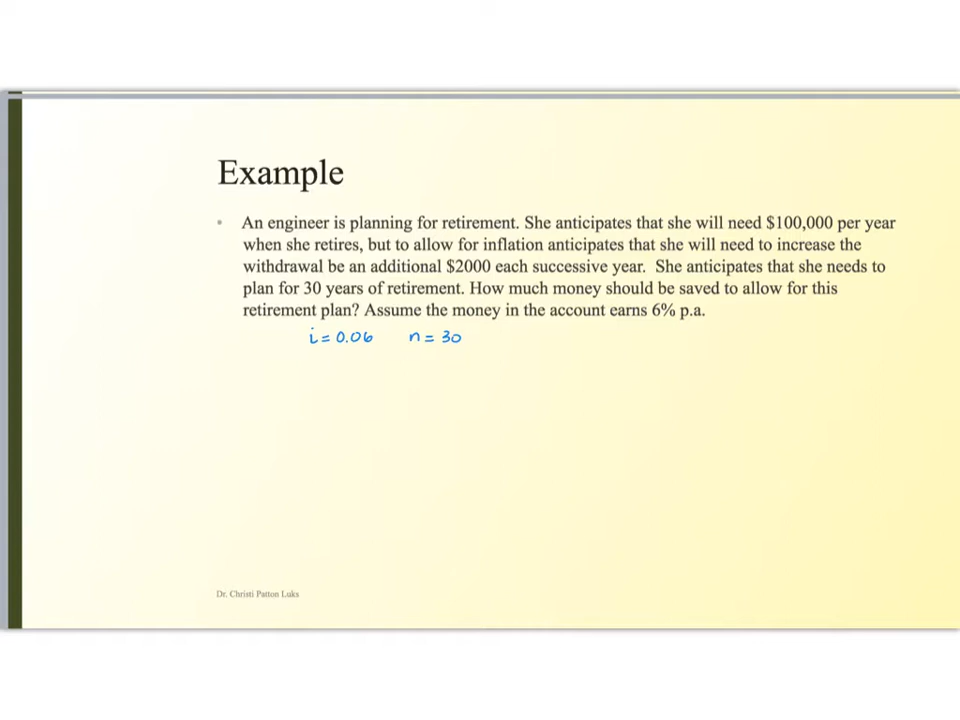 Example
• An engineer is planning for retirement. She anticipates that she will need $100,000 per year
when she retires, but to allow for inflation anticipates that she will need to increase the
withdrawal be an additional $2000 each successive year. She anticipates that she needs to
plan for 30 years of retirement. How much money should be saved to allow for this
retirement plan? Assume the money in the account earns 6% p.a.
i = 0.06 n = 30
Dr. Christi Patton Luks